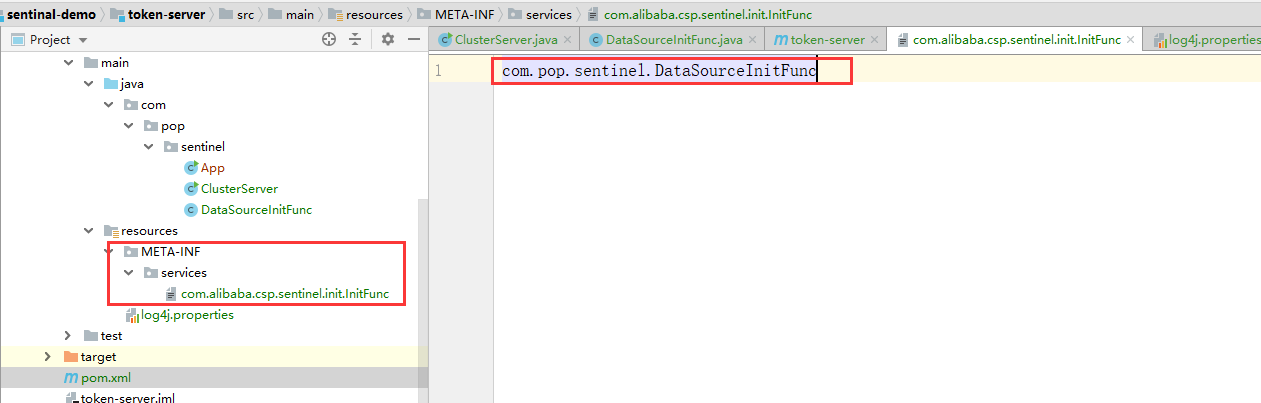 sentinal-demo token-server src main resources META-INF services com.alibaba.csp.sentinel.init.InitFunc
Project
ClusterServer.java DataSourceInitFunc.java token-server com.alibaba.csp.sentinel.init.InitFunc log4j.properties
1 com.pop.sentinel.DataSourceInitFunc
main
java
com
pop
sentinel
App
ClusterServer
DataSourceInitFunc
resources
META-INF
services
com.alibaba.csp.sentinel.init.InitFunc
log4j.properties
test
target
pom.xml
token-server.iml